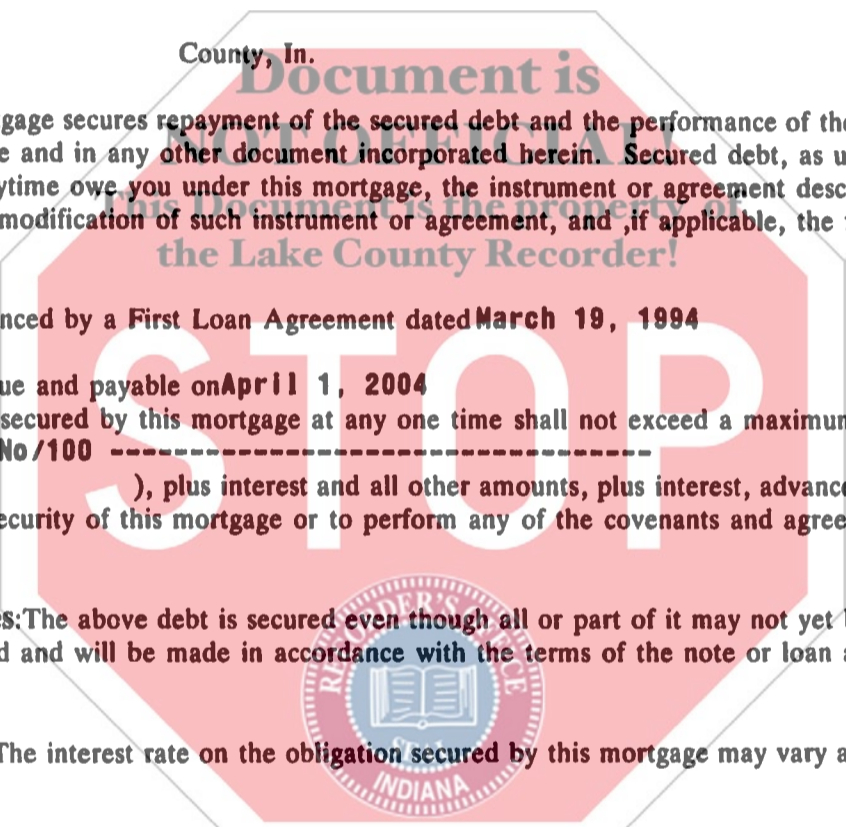 County, In.
Document is
gage secures repayment of the secured debt and the performance of the
NOT OFFICIAL!
e and in any other document incorporated herein. Secured debt, as u
ytime owe you under this mortgage, the instrument or agreement desc
This Document is the property of
modification of such instrument or agreement, and ,if applicable, the
the Lake County Recorder!
nced by a First Loan Agreement dated March 19, 1994
ue and payable on April 1, 2004
secured by this mortgage at any one time shall not exceed a maximum
No/100 ------------------------------------
), plus interest and all other amounts, plus interest, advance
ecurity of this mortgage or to perform any of the covenants and agree
STOP
s:The above debt is secured even though all or part of it may not yet
d and will be made in accordance with the terms of the note or loan a
RECORDER'S OFFICE
SEAL
The interest rate on the obligation secured by this mortgage may vary a
INDIANA